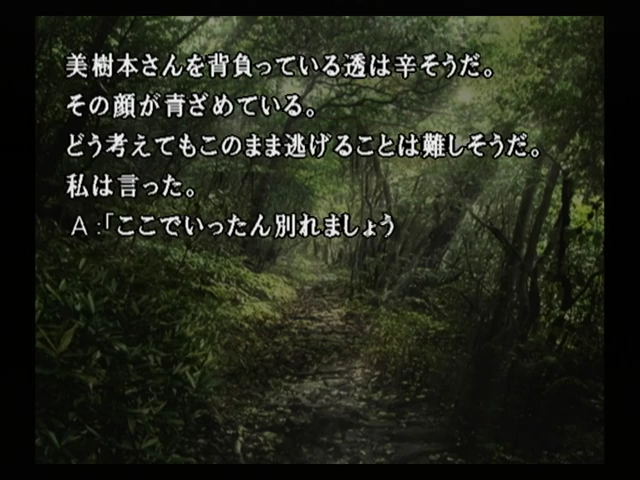 美樹本さんを背負っている透は辛そうだ。
その顔が青ざめている。
どう考えてもこのまま逃げることは難しそうだ。
私は言った。
Ａ：「ここでいったん別れましょう